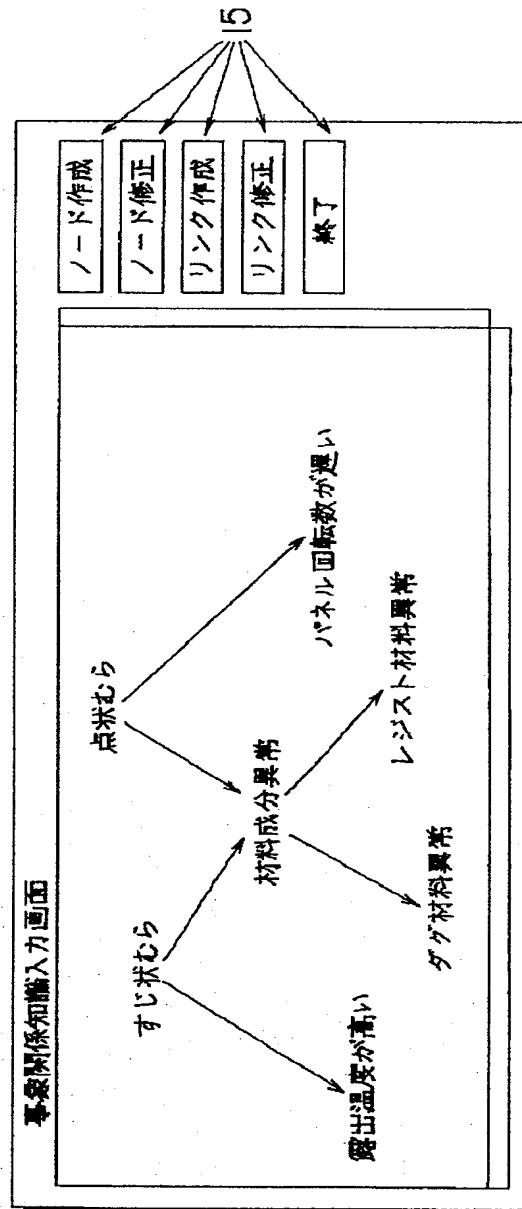 事象関係知識入力画面
点状むら
すじ状むら
材料成分異常
パネル回転数が遅い
露出温度が高い
ダグ材料異常
レジスト材料異常
ノード作成
ノード修正
リンク作成
リンク修正
終了
15